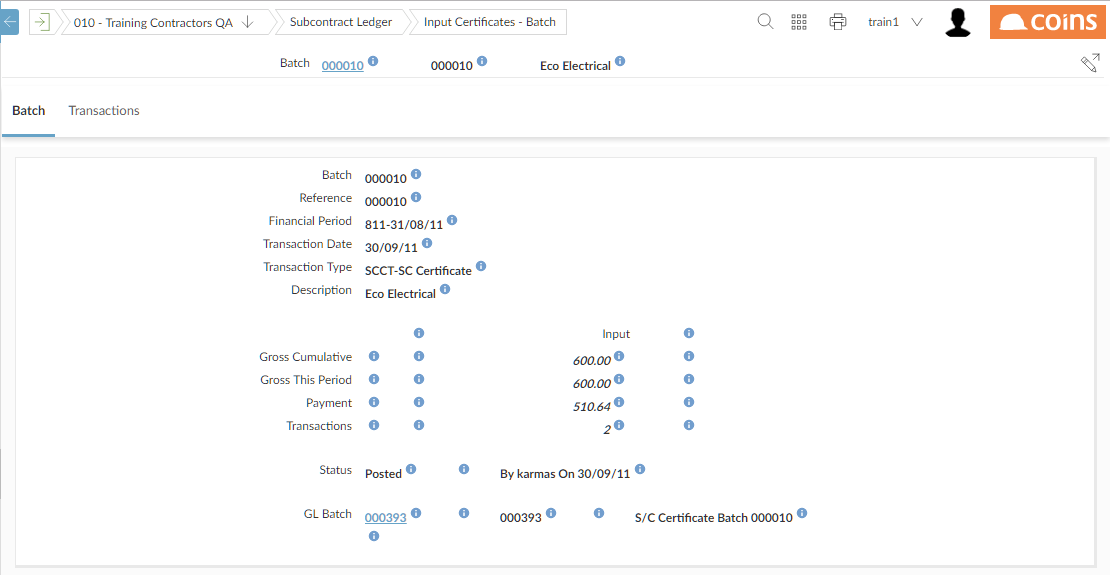 010 - Training Contractors QA Subcontract Ledger Input Certificates - Batch train1 coins
Batch 000010 000010 Eco Electrical
Batch Transactions
Batch 000010
Reference 000010
Financial Period 811-31/08/11
Transaction Date 30/09/11
Transaction Type SCCT-SC Certificate
Description Eco Electrical
Input
Gross Cumulative 600.00
Gross This Period 600.00
Payment 510.64
Transactions 2
Status Posted By karmas On 30/09/11
GL Batch 000393 000393 S/C Certificate Batch 000010